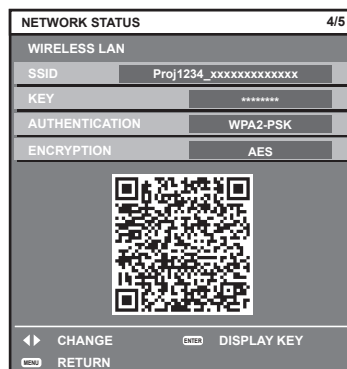 NETWORK STATUS 4/5
WIRELESS LAN
SSID Proj1234_xxxxxxxxxxxxx
KEY ********
AUTHENTICATION WPA2-PSK
ENCRYPTION AES
CHANGE ENTER DISPLAY KEY
MENU RETURN